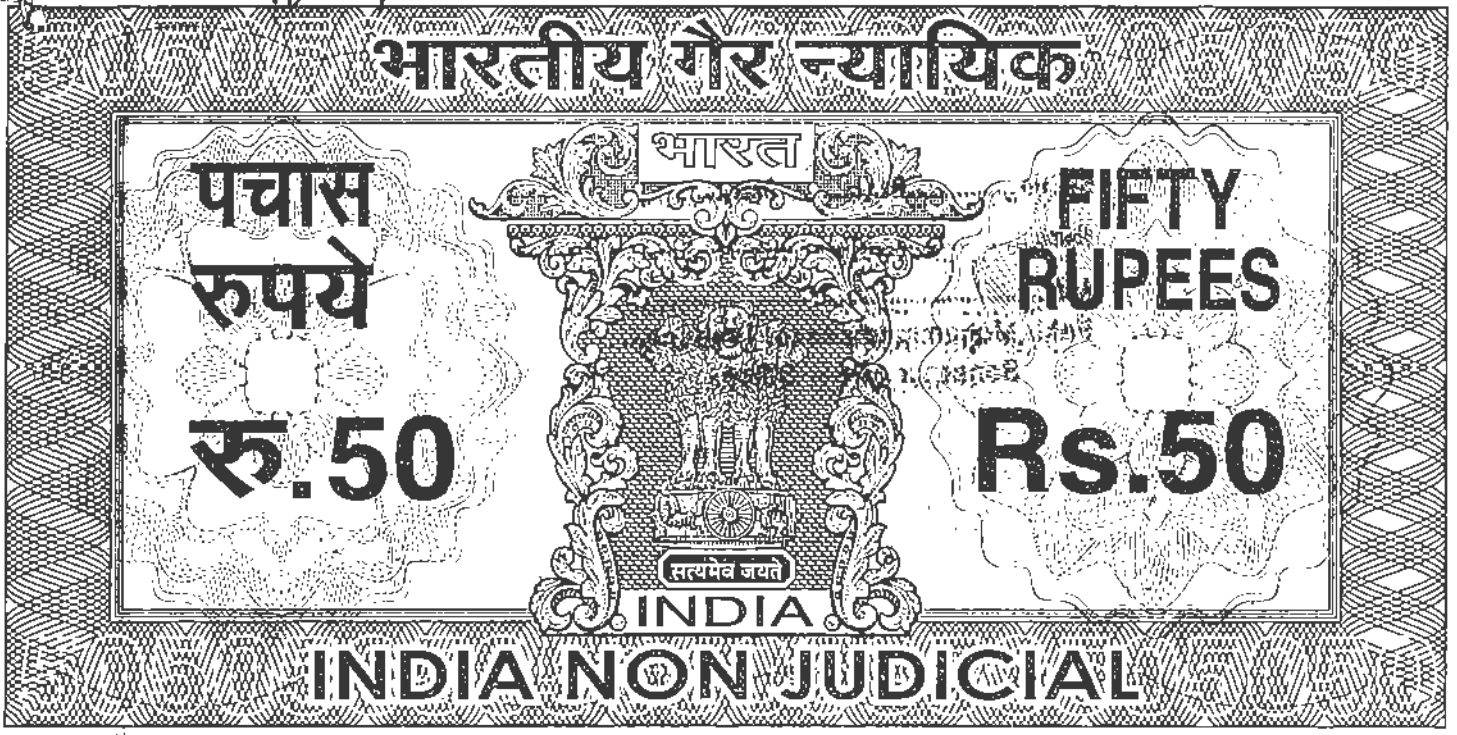 भारतीय गैर न्यायिक
भारत
पचास
रुपये
रु.50
FIFTY
RUPEES
Rs.50
सत्यमेव जयते
INDIA
INDIA NON JUDICIAL